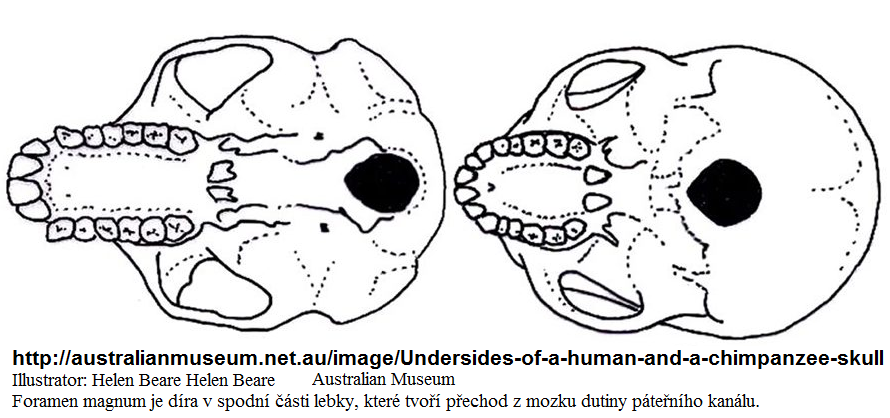 http://australianmuseum.net.au/image/Undersides-of-a-human-and-a-chimpanzee-skull
Illustrator: Helen Beare Helen Beare Australian Museum
Foramen magnum je díra v spodní části lebky, které tvoří přechod z mozku dutiny páteřního kanálu.